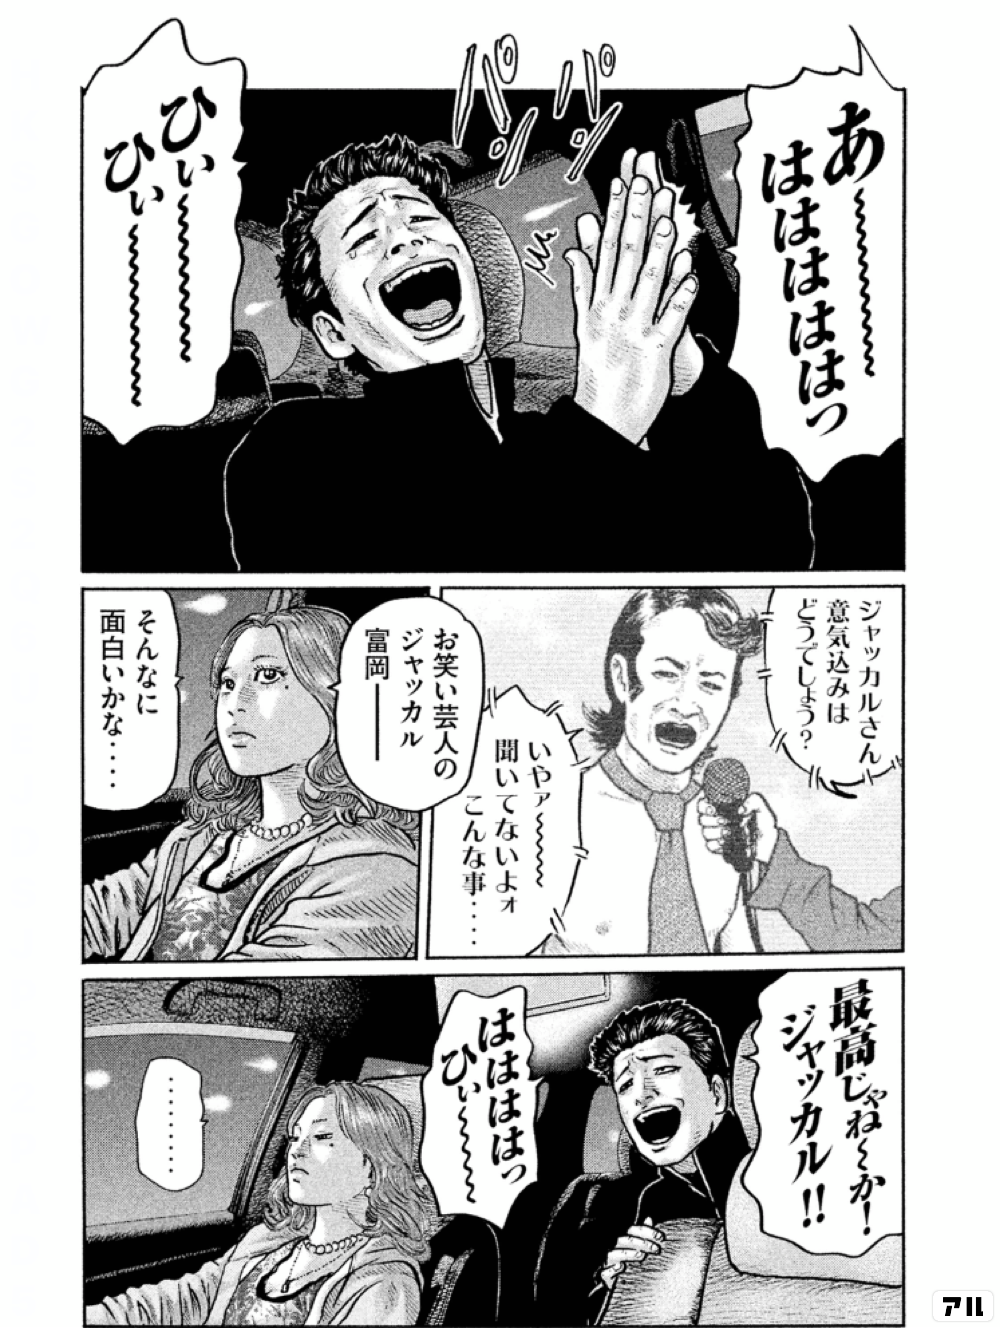 あ〜〜〜〜
はははははっ
パン
パン
ひぃ〜〜〜〜
ひぃ〜〜〜〜
ジャッカルさん
意気込みは
どうでしょう？
いやァ〜〜〜〜
聞いてないよォ
こんな事‥‥
お笑い芸人の
ジャッカル
富岡――
そんなに
面白いかな‥‥
最高じゃね〜か！
ジャッカル!!
はははははっ
ひぃ〜〜〜〜
‥‥‥‥
アル